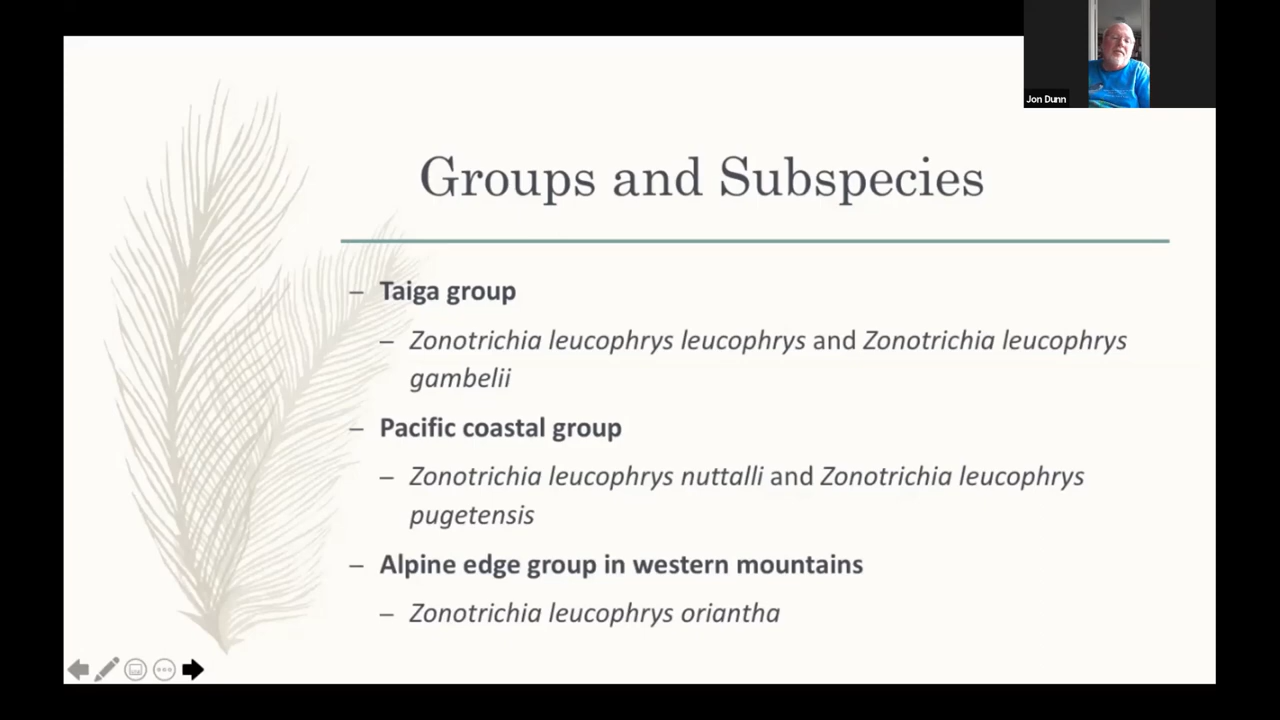 Jon Dunn
Groups and Subspecies
– Taiga group
– Zonotrichia leucophrys leucophrys and Zonotrichia leucophrys
gambelii
– Pacific coastal group
– Zonotrichia leucophrys nuttalli and Zonotrichia leucophrys
pugetensis
– Alpine edge group in western mountains
– Zonotrichia leucophrys oriantha